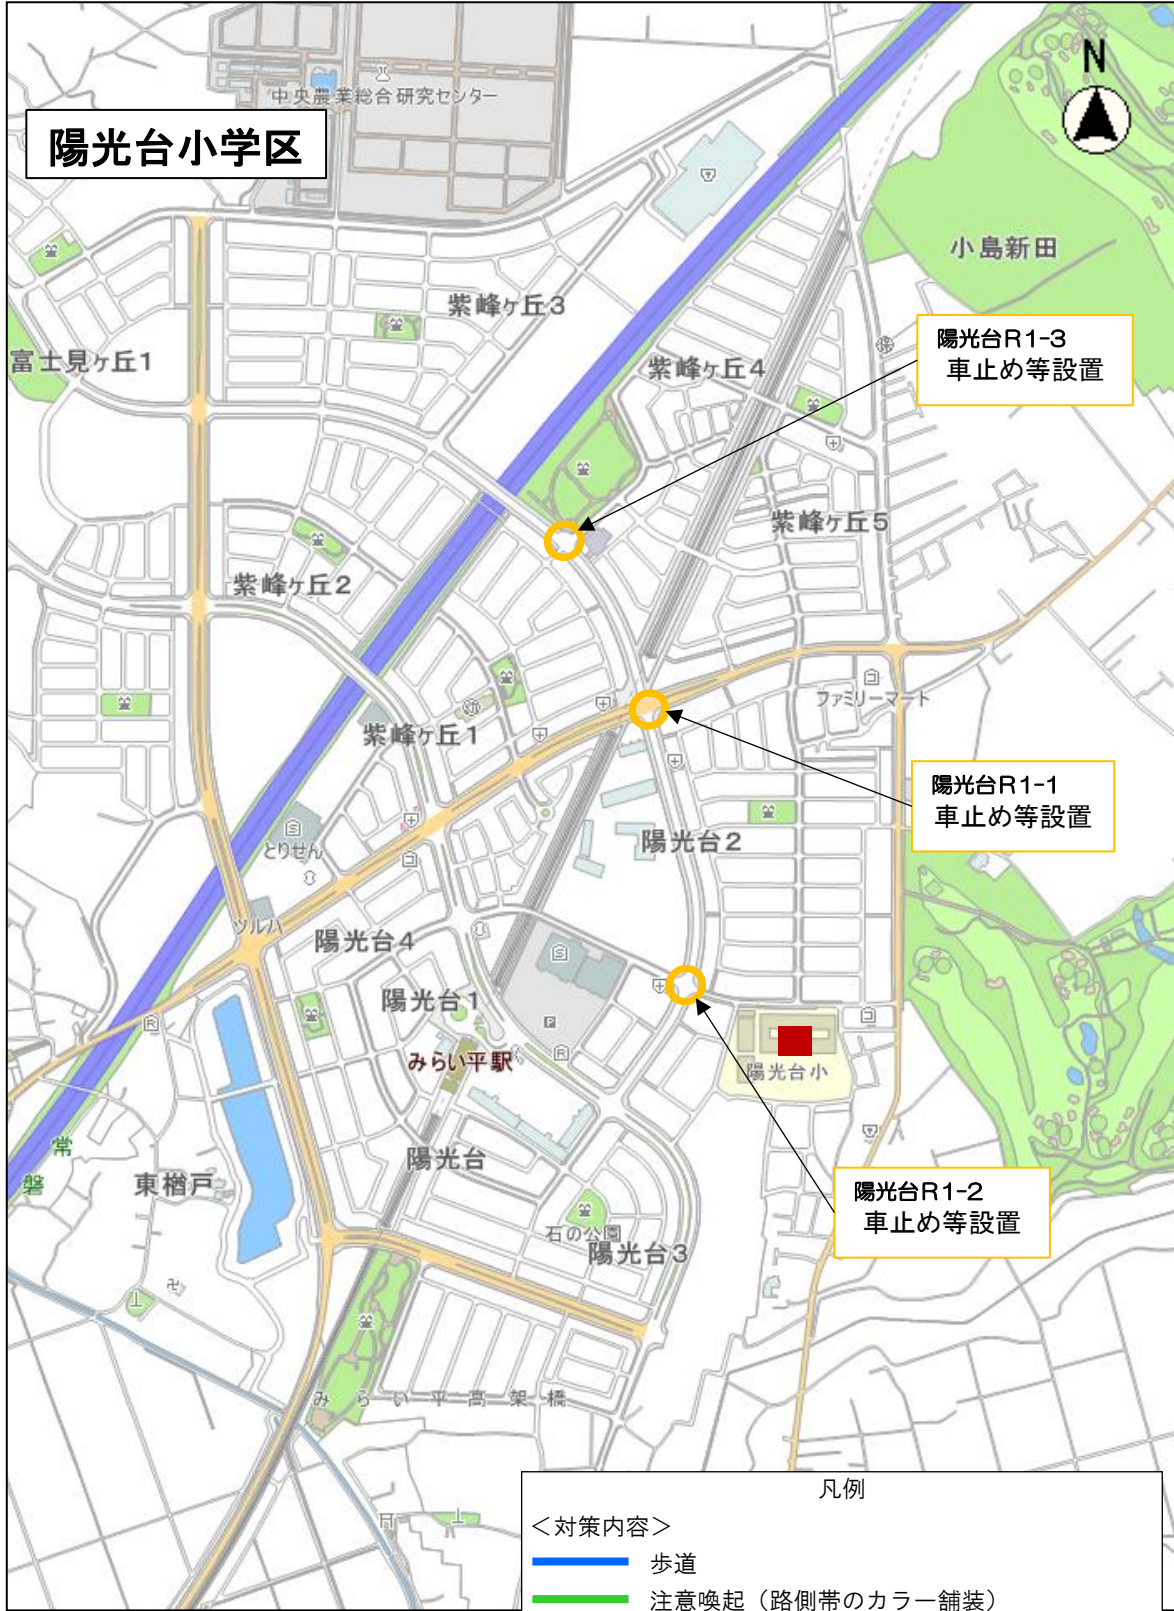 中央農業総合研究センター
N
陽光台小学区
小島新田
紫峰ヶ丘3
陽光台R1-3
車止め等設置
富士見ヶ丘1
紫峰ヶ丘4
紫峰ヶ丘5
紫峰ヶ丘2
ファミリーマート
紫峰ヶ丘1
陽光台R1-1
車止め等設置
とりせん
陽光台2
ツルハ
陽光台4
陽光台1
みらい平駅
陽光台小
常磐
陽光台
東楢戸
陽光台R1-2
車止め等設置
石の公園
陽光台3
みらい平高架橋
凡例
＜対策内容＞
歩道
注意喚起（路側帯のカラー舗装）